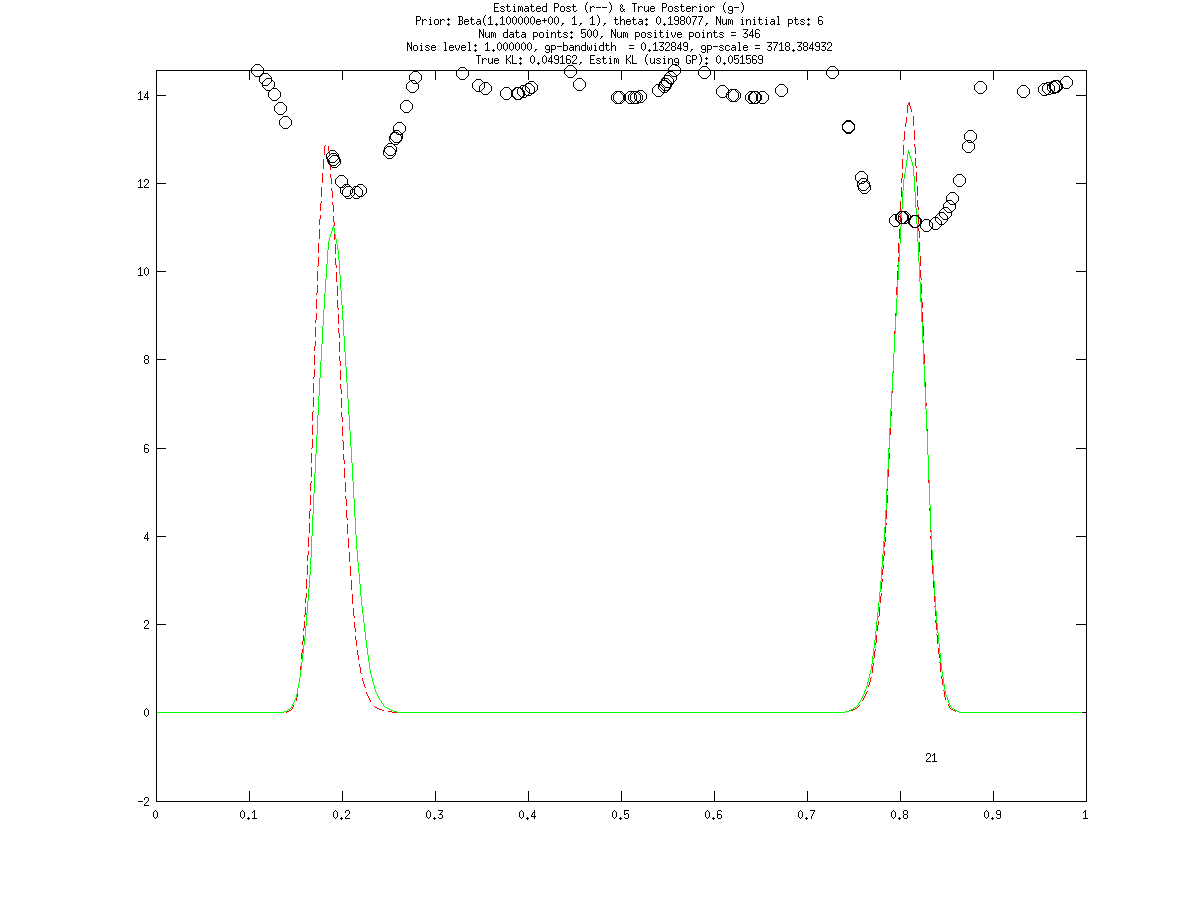 Estimated Post (r--) & True Posterior (g-)
Prior: Beta(1.100000e+00, 1, 1), theta: 0.198077, Num initial pts: 6
Num data points: 500, Num positive points = 346
Noise level: 1.000000, gp-bandwidth  = 0.132849, gp-scale = 3718.384932
True KL: 0.049162, Estim KL (using GP): 0.051569
14
12
10
8
6
4
2
0
21
-2
0 0.1 0.2 0.3 0.4 0.5 0.6 0.7 0.8 0.9 1